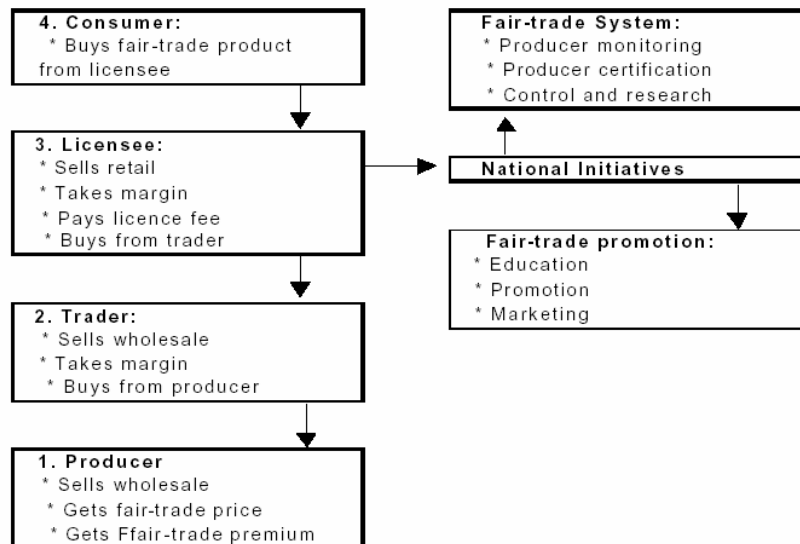 4. Consumer:
* Buys fair-trade product
from licensee
3. Licensee:
* Sells retail
* Takes margin
* Pays licence fee
* Buys from trader
2. Trader:
* Sells wholesale
* Takes margin
* Buys from producer
1. Producer
* Sells wholesale
* Gets fair-trade price
* Gets Ffair-trade premium
Fair-trade System:
* Producer monitoring
* Producer certification
* Control and research
National Initiatives
Fair-trade promotion:
* Education
* Promotion
* Marketing